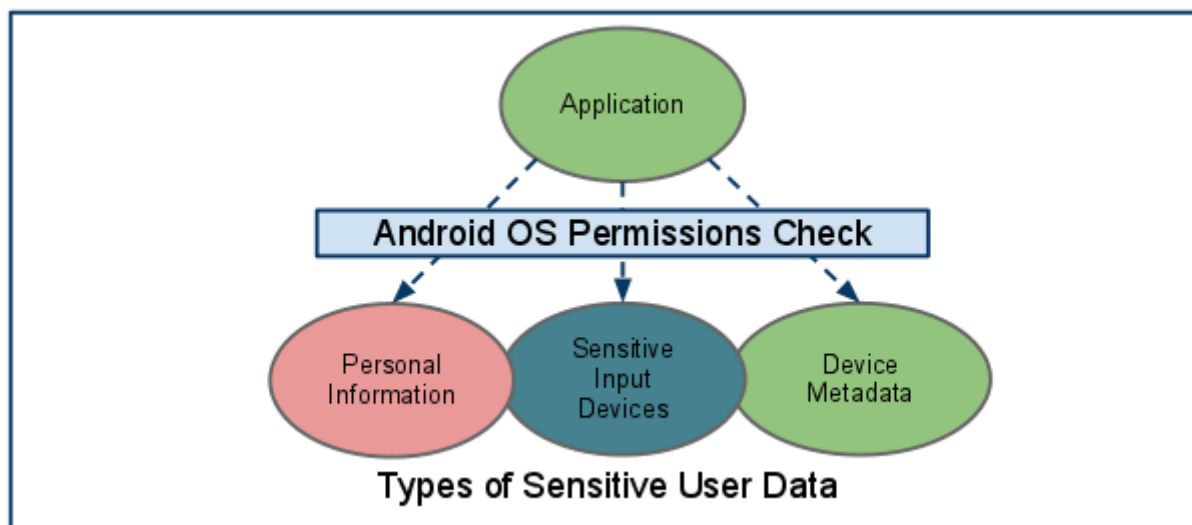 Application
Android OS Permissions Check
Personal
Information
Sensitive
Input
Devices
Device
Metadata
Types of Sensitive User Data